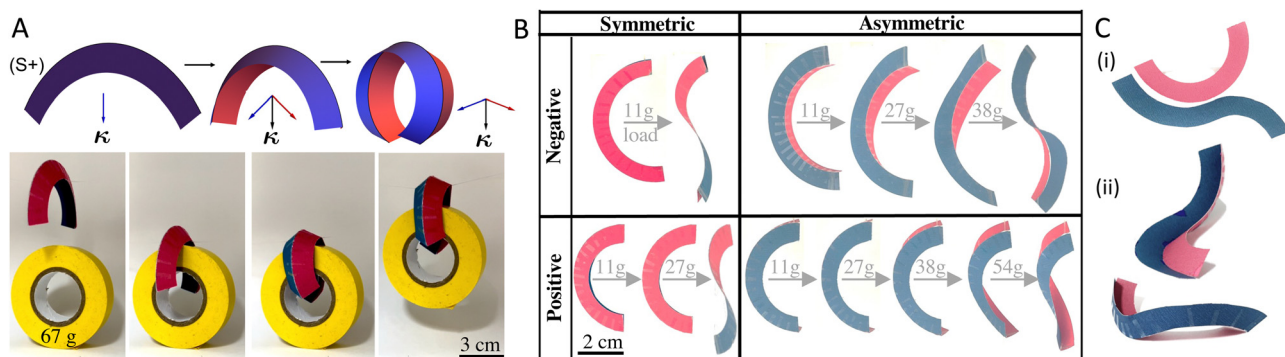 A
(S+)
κ
κ
κ
67 g
3 cm
B
Symmetric
Asymmetric
Negative
11g
load
11g
27g
38g
Positive
11g
27g
11g
27g
38g
54g
2 cm
C
(i)
(ii)